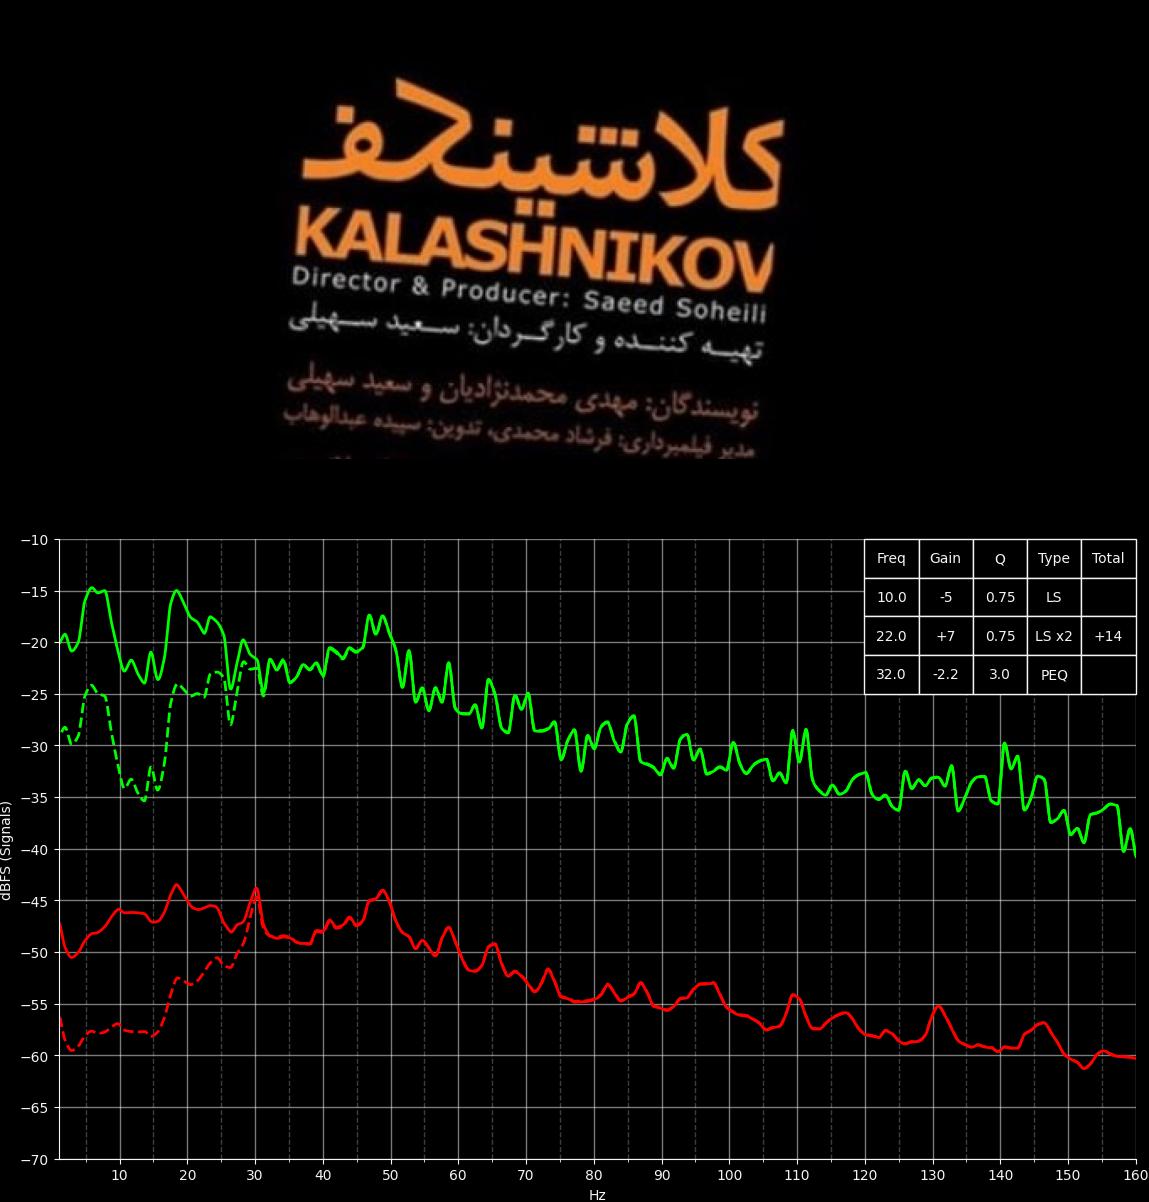 کلاشینکف
KALASHNIKOV
Director & Producer: Saeed Soheili
تهیه کننده و کارگردان: سعید سهیلی
نویسندگان: مهدی محمدنژادیان و سعید سهیلی
مدیر فیلمبرداری: فرشاد محمدی، تدوین: سپیده عبدالوهاب
Freq Gain Q Type Total
10.0 -5 0.75 LS
22.0 +7 0.75 LS x2 +14
32.0 -2.2 3.0 PEQ
−10
−15
−20
−25
−30
−35
−40
−45
−50
−55
−60
−65
−70
dBFS (Signals)
10 20 30 40 50 60 70 80 90 100 110 120 130 140 150 160
Hz